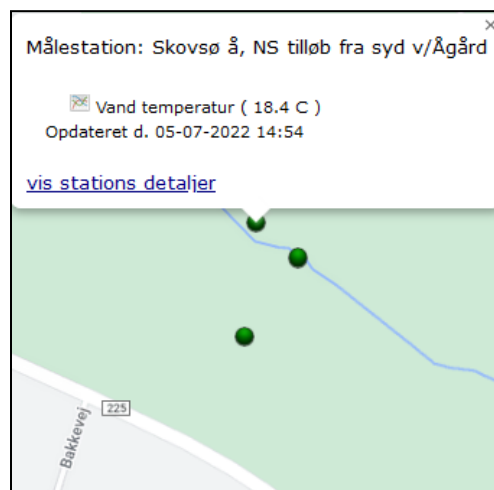 Målestation: Skovsø å, NS tilløb fra syd v/Ågård
Vand temperatur ( 18.4 C )
Opdateret d. 05-07-2022 14:54
vis stations detaljer
225
Bakkevej